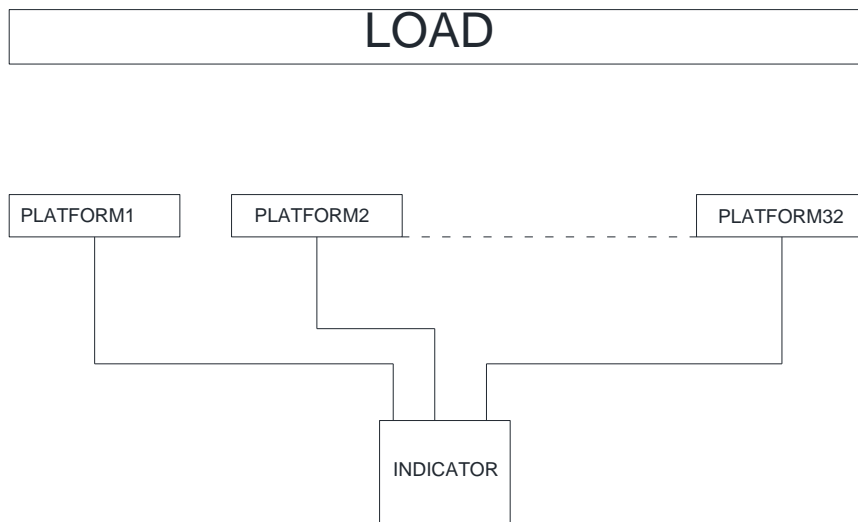 LOAD
PLATFORM1
PLATFORM2
PLATFORM32
INDICATOR